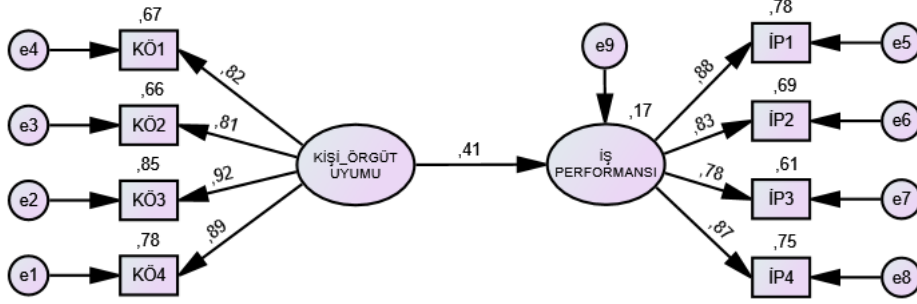 ,67
e4
KÖ1
,82
,66
e3
KÖ2
,81
,85
e2
KÖ3
,92
,78
e1
KÖ4
,89
KİŞİ_ÖRGÜT
UYUMU
,41
e9
,17
İŞ
PERFORMANSI
,78
,88
İP1
e5
,69
,83
İP2
e6
,61
,78
İP3
e7
,75
,87
İP4
e8